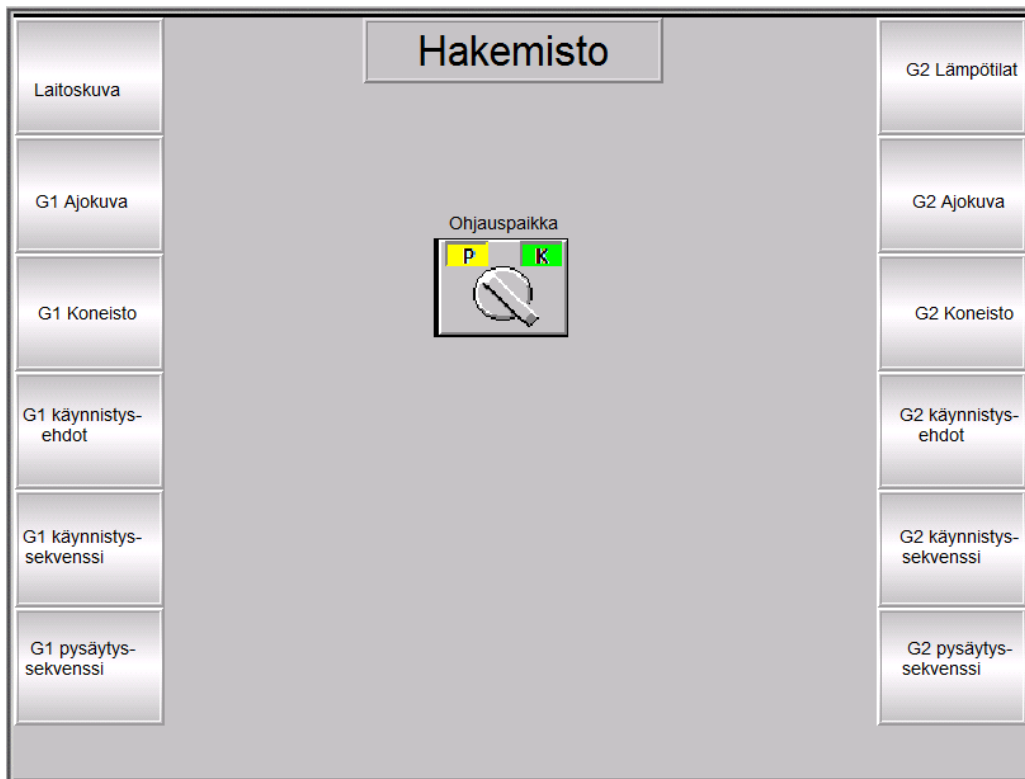 Hakemisto
Laitoskuva
G1 Ajokuva
G1 Koneisto
G1 käynnistys-
ehdot
G1 käynnistys-
sekvenssi
G1 pysäytys-
sekvenssi
Ohjauspaikka
P K
G2 Lämpötilat
G2 Ajokuva
G2 Koneisto
G2 käynnistys-
ehdot
G2 käynnistys-
sekvenssi
G2 pysäytys-
sekvenssi